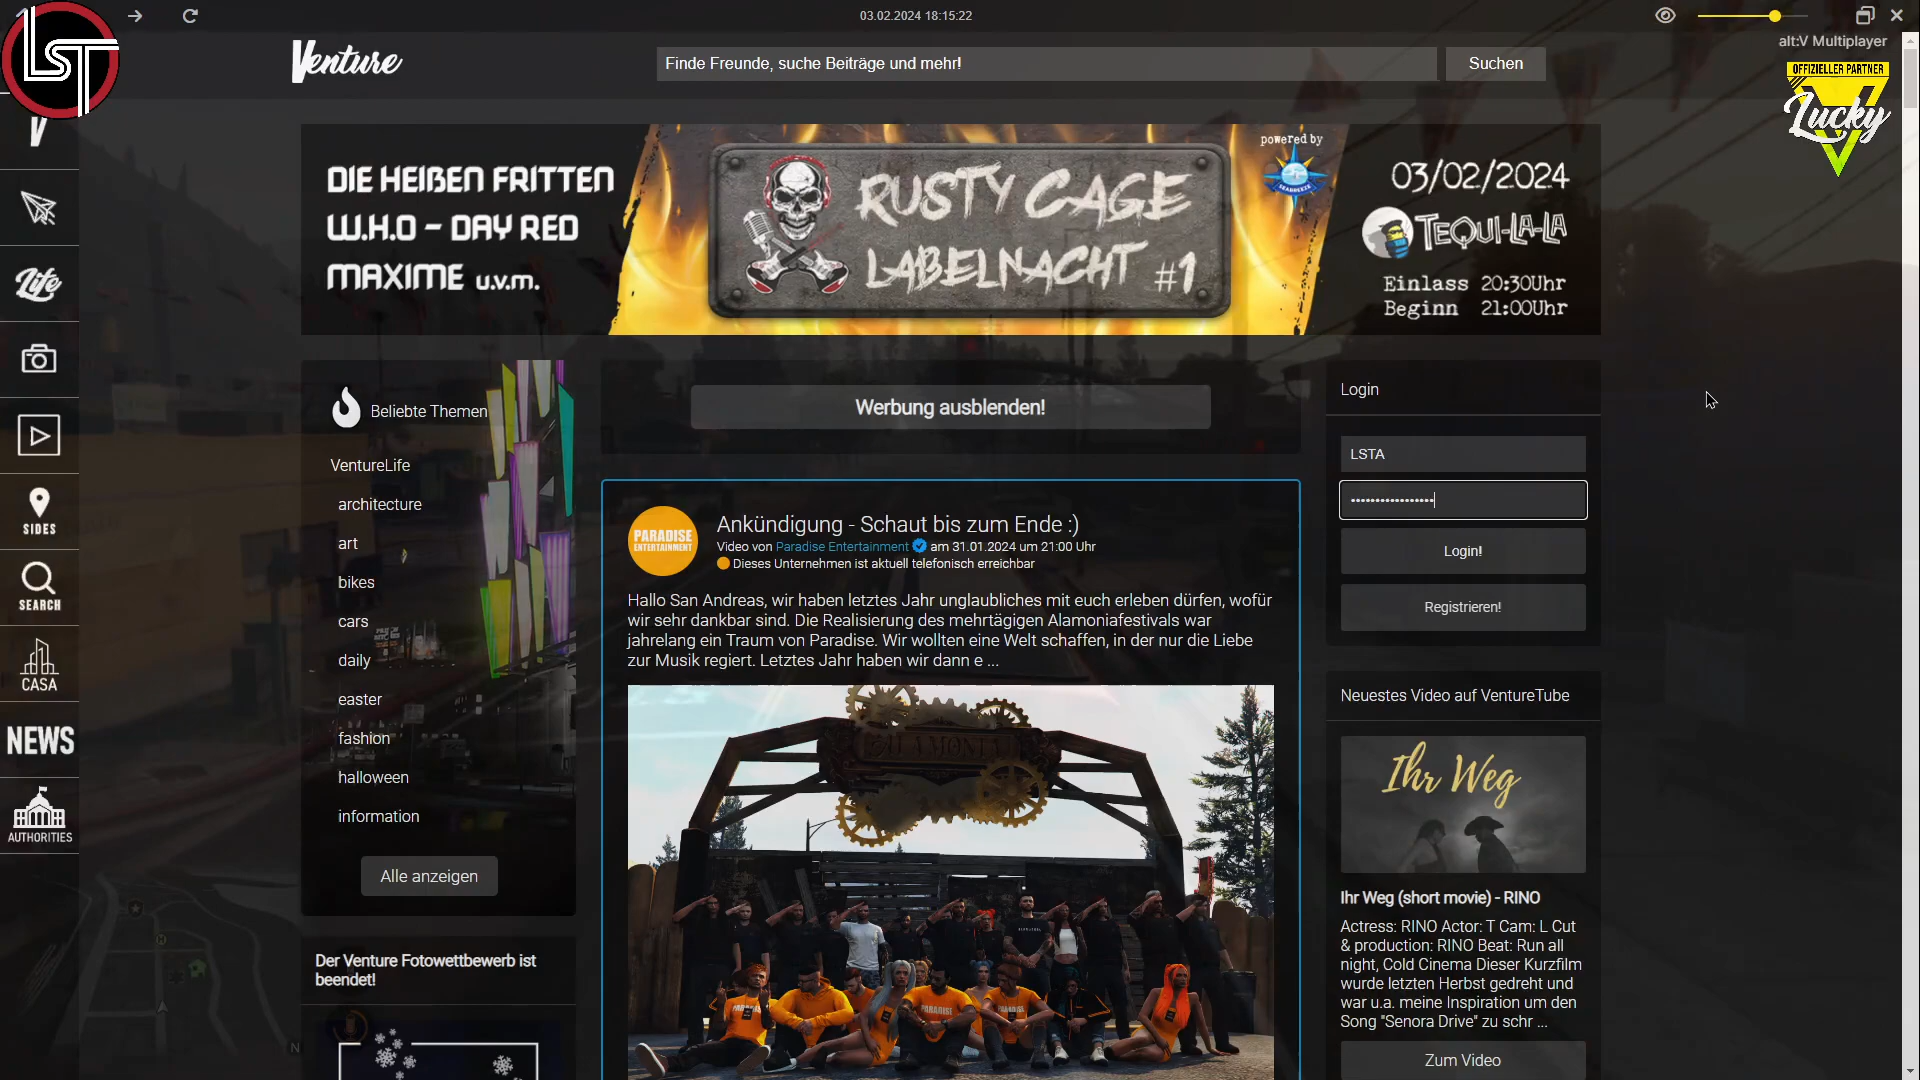 03.02.2024 18:15:22
alt:V Multiplayer
LST
Venture
Finde Freunde, suche Beiträge und mehr!
Suchen
OFFIZIELLER PARTNER
Lucky V
V
Life
SIDES
SEARCH
CASA
NEWS
AUTHORITIES
DIE HEIßEN FRITTEN
W.H.O - DAY RED
MAXIME u.v.m.
RUSTY CAGE
LABELNACHT #1
powered by
SEABREEZE
03/02/2024
TEQUI-LA-LA
Einlass 20:30Uhr
Beginn 21:00Uhr
Beliebte Themen
VentureLife
architecture
art
bikes
cars
daily
easter
fashion
halloween
information
Alle anzeigen
Der Venture Fotowettbewerb ist
beendet!
N
Werbung ausblenden!
PARADISE
ENTERTAINMENT
Ankündigung - Schaut bis zum Ende :)
Video von Paradise Entertainment am 31.01.2024 um 21:00 Uhr
Dieses Unternehmen ist aktuell telefonisch erreichbar
Hallo San Andreas, wir haben letztes Jahr unglaubliches mit euch erleben dürfen, wofür
wir sehr dankbar sind. Die Realisierung des mehrtägigen Alamoniafestivals war
jahrelang ein Traum von Paradise. Wir wollten eine Welt schaffen, in der nur die Liebe
zur Musik regiert. Letztes Jahr haben wir dann e ...
Login
LSTA
•••••••••••••••••
Login!
Registrieren!
Neuestes Video auf VentureTube
Ihr Weg
Ihr Weg (short movie) - RINO
Actress: RINO Actor: T Cam: L Cut
& production: RINO Beat: Run all
night, Cold Cinema Dieser Kurzfilm
wurde letzten Herbst gedreht und
war u.a. meine Inspiration um den
Song "Senora Drive" zu schr ...
Zum Video